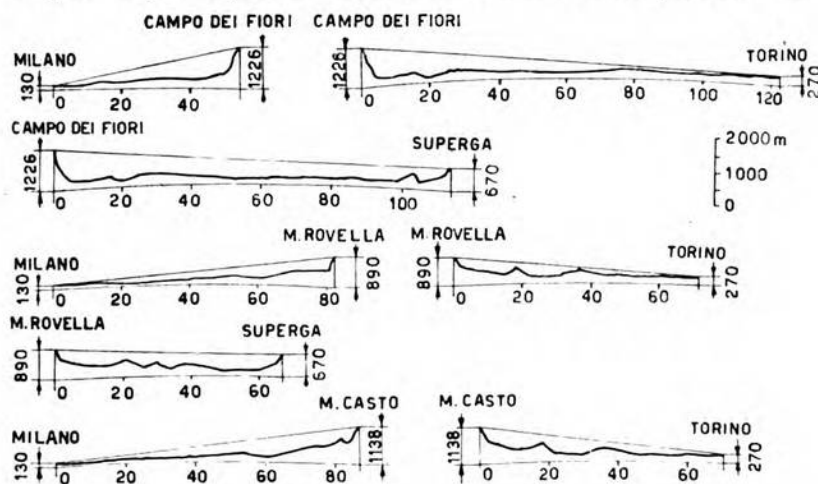 CAMPO DEI FIORI
MILANO
130
1226
0 20 40
CAMPO DEI FIORI
TORINO
1226
270
0 20 40 60 80 100 120
CAMPO DEI FIORI
SUPERGA
1226
670
0 20 40 60 80 100
2000 m
1000
0
M. ROVELLA
MILANO
130
890
0 20 40 60 80
M. ROVELLA
TORINO
890
270
0 20 40 60
M. ROVELLA
SUPERGA
890
670
0 20 40 60
M. CASTO
MILANO
130
1138
0 20 40 60 80
M. CASTO
TORINO
1138
270
0 20 40 60